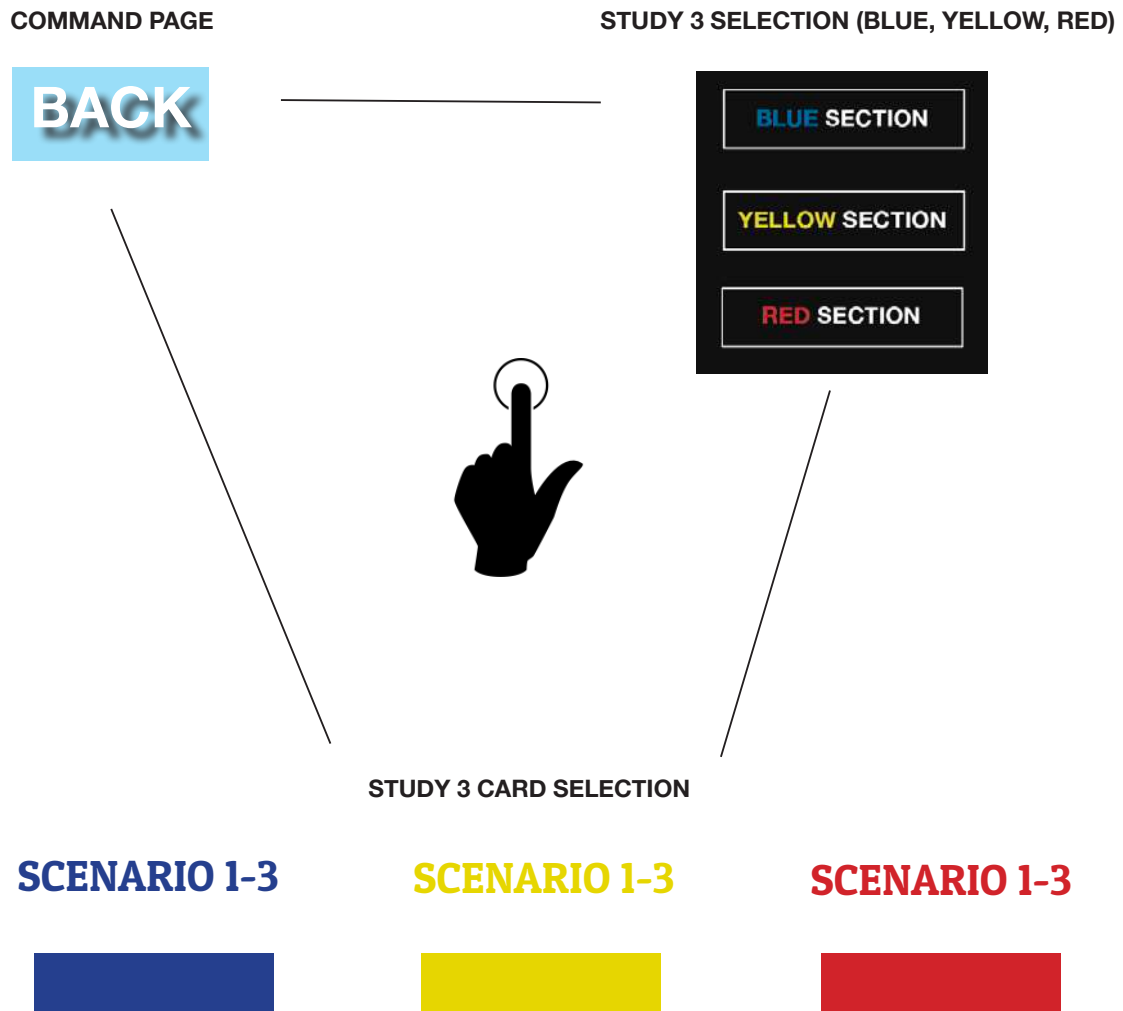 COMMAND PAGE
STUDY 3 SELECTION (BLUE, YELLOW, RED)
BACK
BLUE SECTION
YELLOW SECTION
RED SECTION
STUDY 3 CARD SELECTION
SCENARIO 1-3
SCENARIO 1-3
SCENARIO 1-3